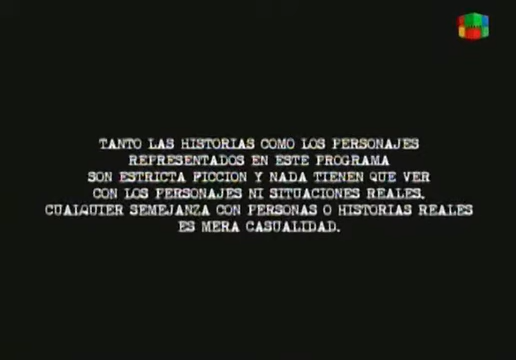 TANTO LAS HISTORIAS COMO LOS PERSONAJES
REPRESENTADOS EN ESTE PROGRAMA
SON ESTRICTA FICCION Y NADA TIENEN QUE VER
CON LOS PERSONAJES NI SITUACIONES REALES.
CUALQUIER SEMEJANZA CON PERSONAS O HISTORIAS REALES
ES MERA CASUALIDAD.